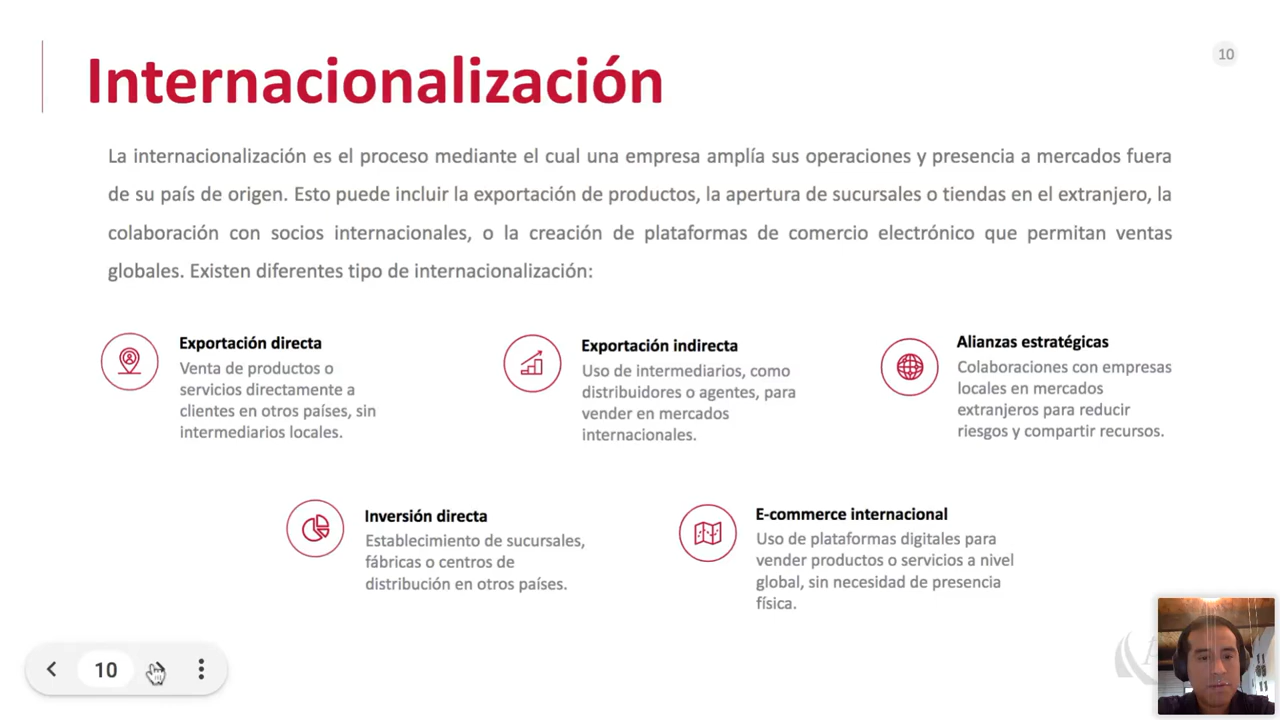 Internacionalización
10
La internacionalización es el proceso mediante el cual una empresa amplía sus operaciones y presencia a mercados fuera
de su país de origen. Esto puede incluir la exportación de productos, la apertura de sucursales o tiendas en el extranjero, la
colaboración con socios internacionales, o la creación de plataformas de comercio electrónico que permitan ventas
globales. Existen diferentes tipo de internacionalización:
Exportación directa
Venta de productos o
servicios directamente a
clientes en otros países, sin
intermediarios locales.
Exportación indirecta
Uso de intermediarios, como
distribuidores o agentes, para
vender en mercados
internacionales.
Alianzas estratégicas
Colaboraciones con empresas
locales en mercados
extranjeros para reducir
riesgos y compartir recursos.
Inversión directa
Establecimiento de sucursales,
fábricas o centros de
distribución en otros países.
E-commerce internacional
Uso de plataformas digitales para
vender productos o servicios a nivel
global, sin necesidad de presencia
física.
10